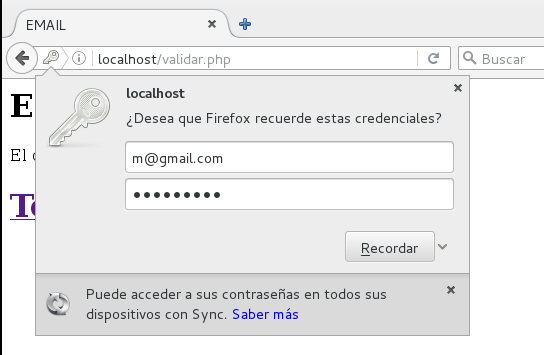 EMAIL
localhost/validar.php
Buscar
E
localhost
¿Desea que Firefox recuerde estas credenciales?
El
m@gmail.com
•••••••••
Recordar
Puede acceder a sus contraseñas en todos sus
dispositivos con Sync. Saber más